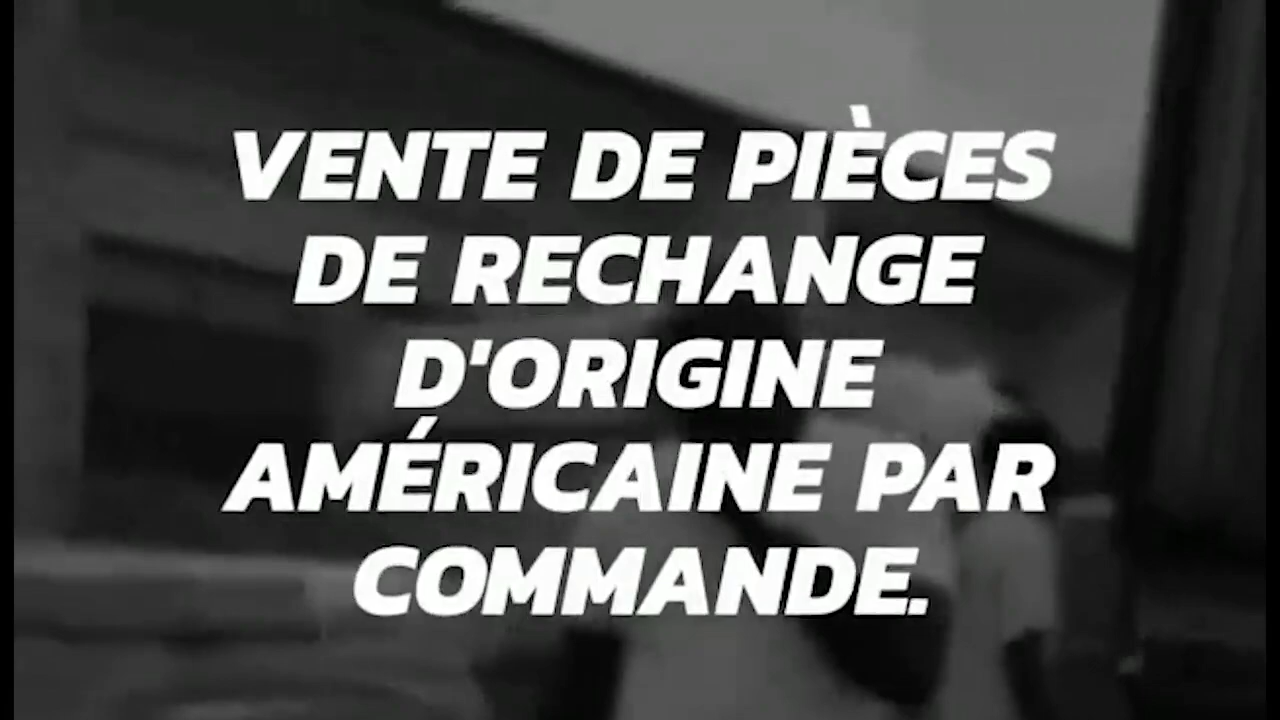 VENTE DE PIÈCES
DE RECHANGE
D'ORIGINE
AMÉRICAINE PAR
COMMANDE.